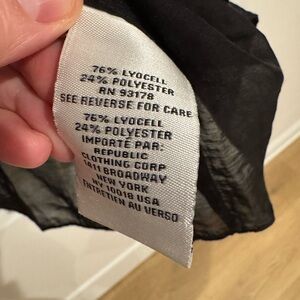 76% LYOCELL
24% POLYESTER
RN 93178
SEE REVERSE FOR CARE
76% LYOCELL
24% POLYESTER
IMPORTE PAR:
REPUBLIC
CLOTHING CORP
1411 BROADWAY
NEW YORK
NY 10018 USA
ENTRETIEN AU VERSO